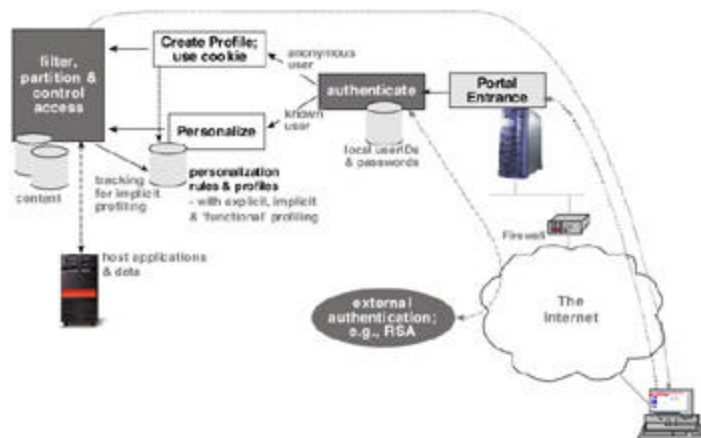 filter,
partition &
control
access
Create Profile;
use cookie
anonymous
user
authenticate
Portal
Entrance
Personalize
known
user
local userIDs
& passwords
content
tracking
for implicit
profiling
personalization
rules & profiles
- with explicit, implicit
& 'functional' profiling
host applications
& data
Firewall
The
Internet
external
authentication;
e.g., RSA